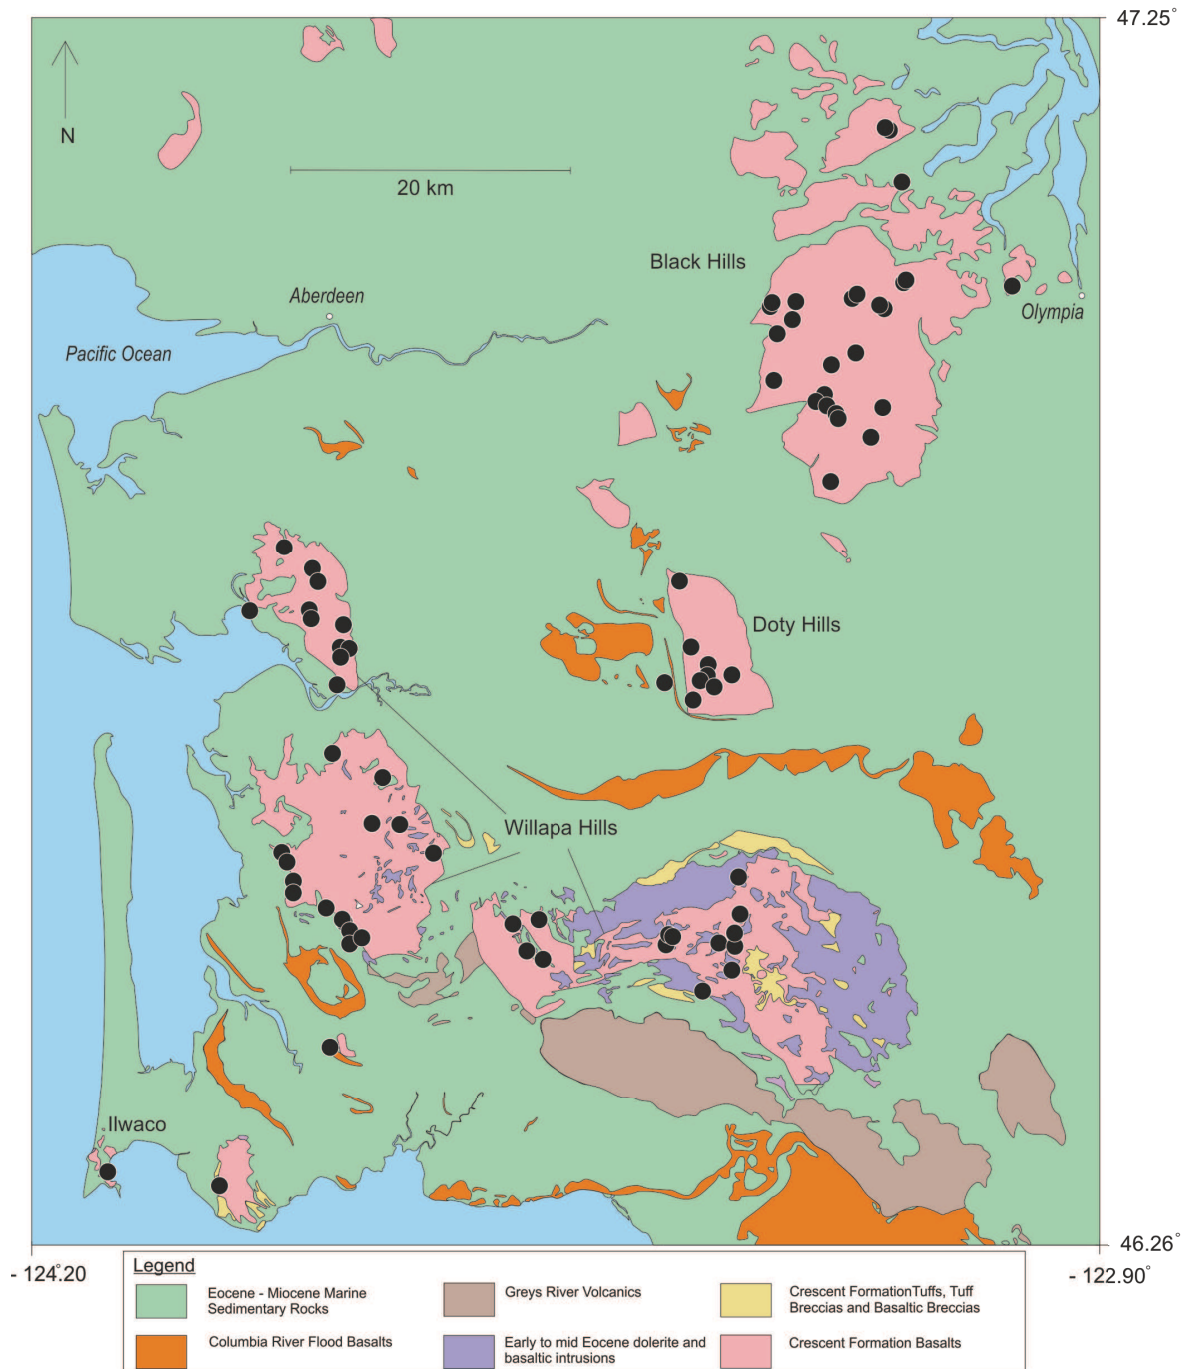 47.25°
N
20 km
Black Hills
Aberdeen
Olympia
Pacific Ocean
Doty Hills
Willapa Hills
Ilwaco
46.26°
- 124.20°
- 122.90°
Legend
Eocene - Miocene Marine
Sedimentary Rocks
Greys River Volcanics
Crescent FormationTuffs, Tuff
Breccias and Basaltic Breccias
Columbia River Flood Basalts
Early to mid Eocene dolerite and
basaltic intrusions
Crescent Formation Basalts